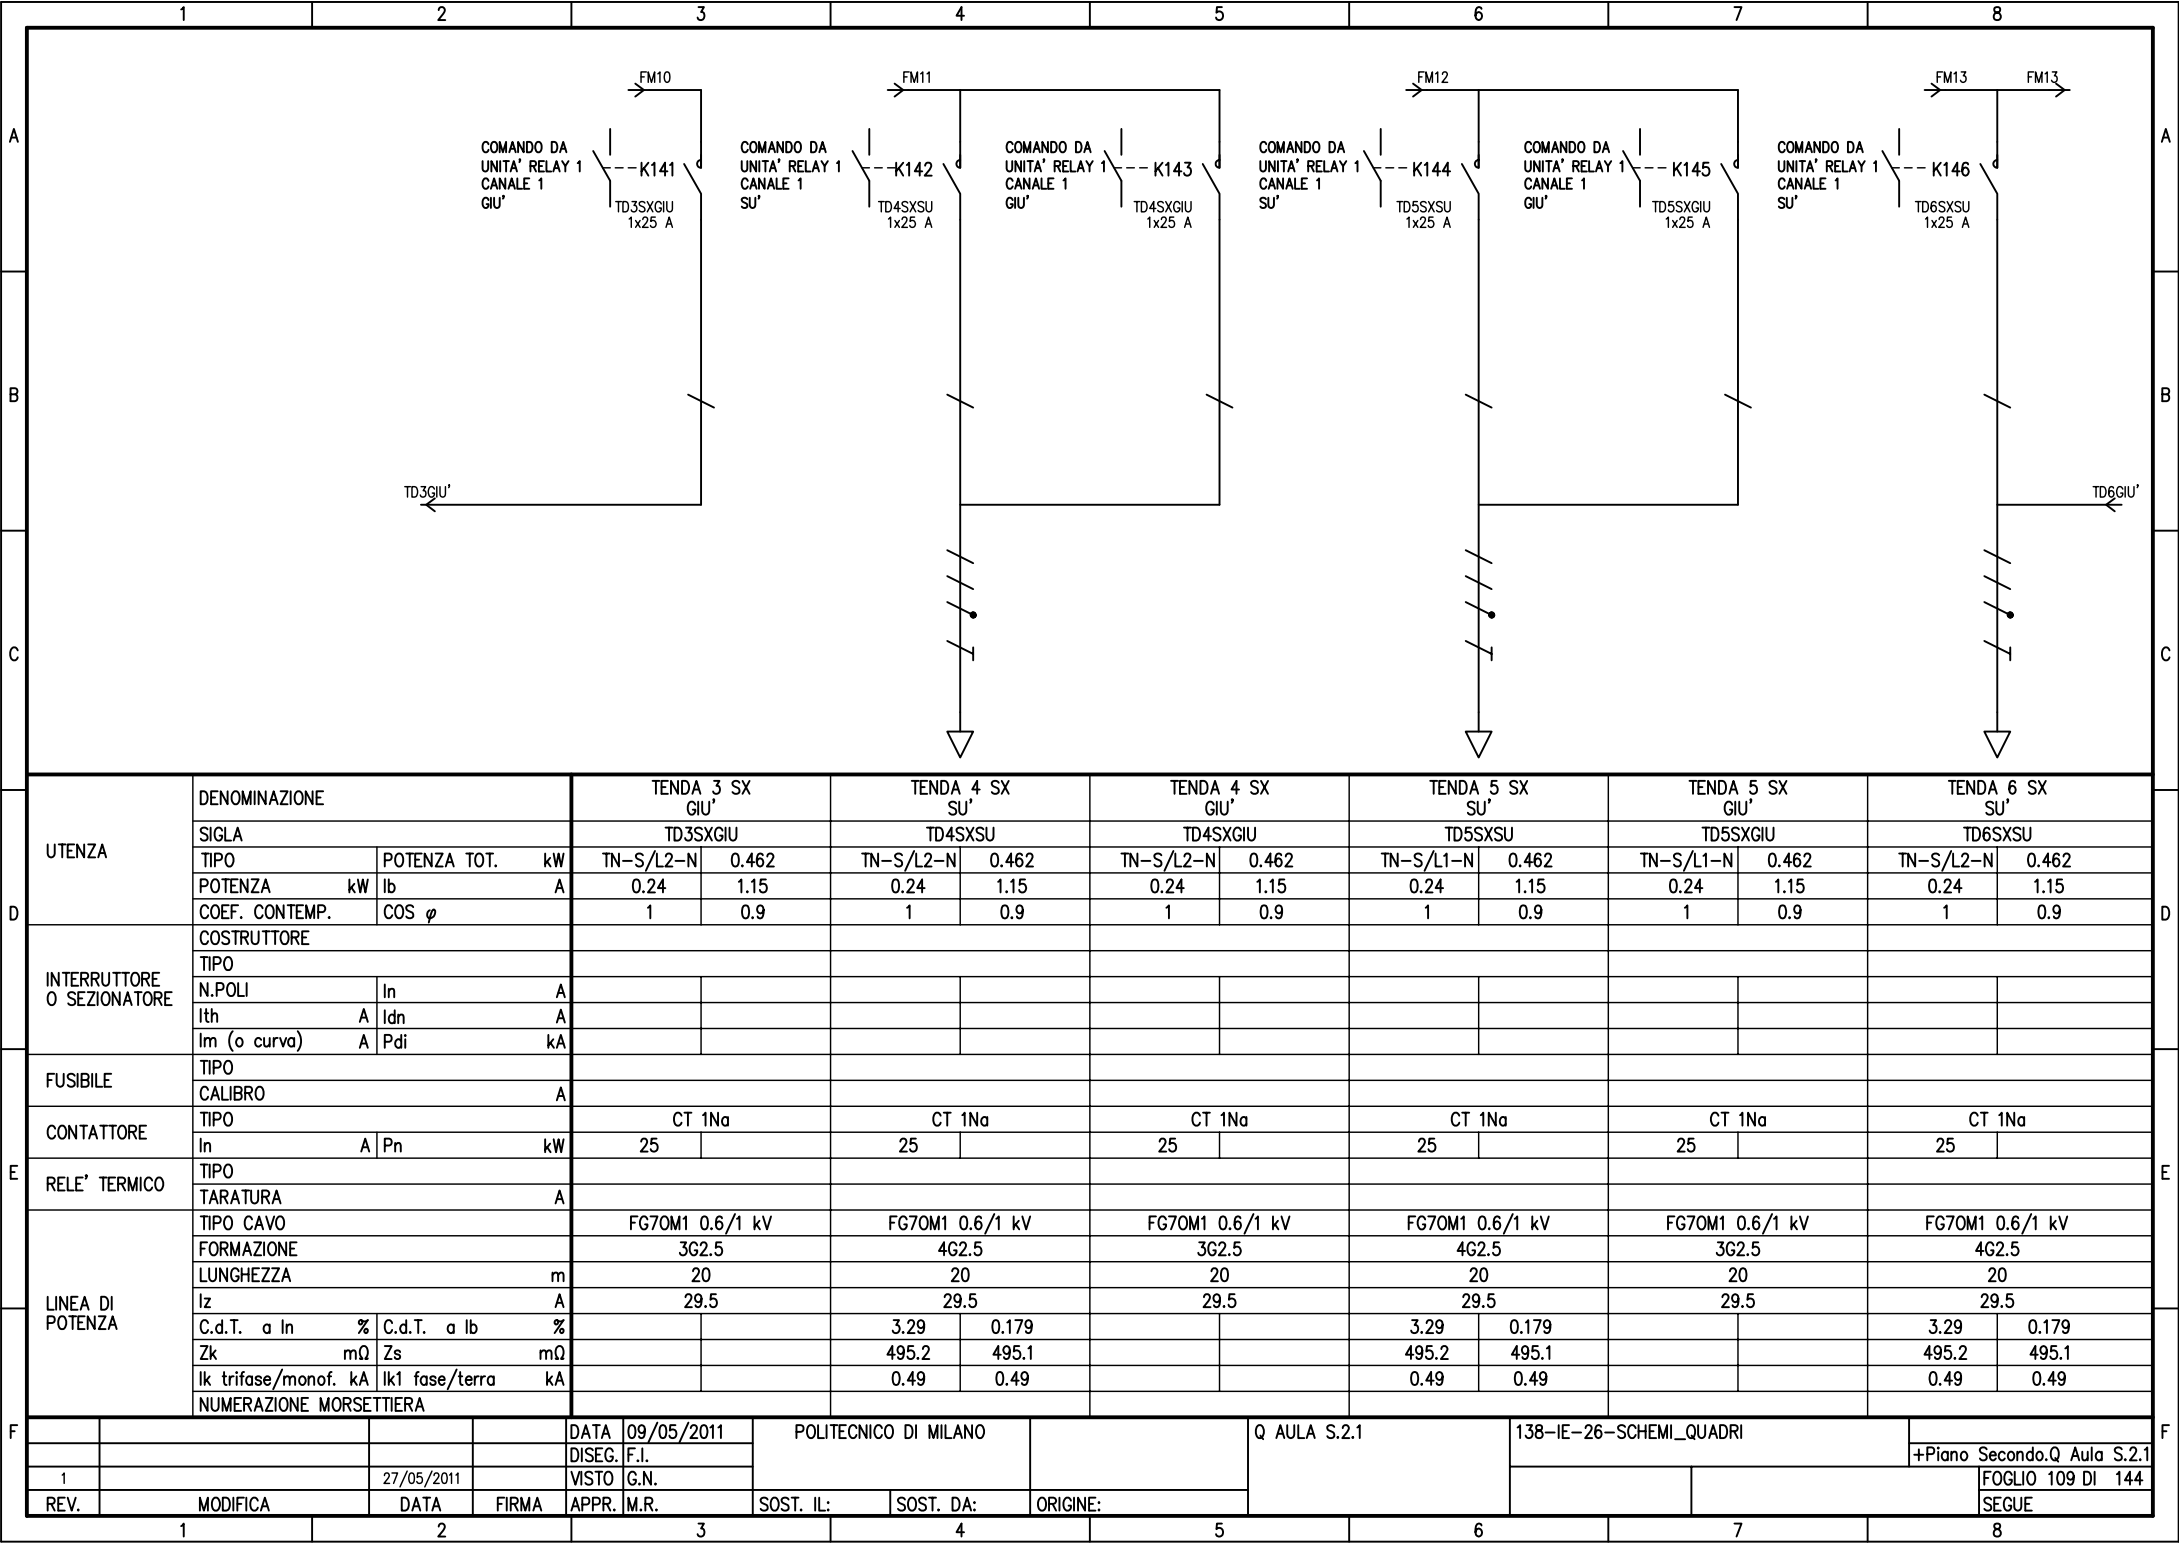 1 2 3 4 5 6 7 8
FM10 FM11 FM12 FM13 FM13
A A
COMANDO DA
UNITA' RELAY 1
CANALE 1
GIU'
K141
TD3SXGIU
1x25 A
COMANDO DA
UNITA' RELAY 1
CANALE 1
SU'
K142
TD4SXSU
1x25 A
COMANDO DA
UNITA' RELAY 1
CANALE 1
GIU'
K143
TD4SXGIU
1x25 A
COMANDO DA
UNITA' RELAY 1
CANALE 1
SU'
K144
TD5SXSU
1x25 A
COMANDO DA
UNITA' RELAY 1
CANALE 1
GIU'
K145
TD5SXGIU
1x25 A
COMANDO DA
UNITA' RELAY 1
CANALE 1
SU'
K146
TD6SXSU
1x25 A
B B
TD3GIU' TD6GIU'
C C
D D
E E
F F
UTENZA
DENOMINAZIONE TENDA 3 SX GIU' TENDA 4 SX SU' TENDA 4 SX GIU' TENDA 5 SX SU' TENDA 5 SX GIU' TENDA 6 SX SU'
SIGLA TD3SXGIU TD4SXSU TD4SXGIU TD5SXSU TD5SXGIU TD6SXSU
TIPO POTENZA TOT. kW TN-S/L2-N 0.462 TN-S/L2-N 0.462 TN-S/L2-N 0.462 TN-S/L1-N 0.462 TN-S/L1-N 0.462 TN-S/L2-N 0.462
POTENZA kW Ib A 0.24 1.15 0.24 1.15 0.24 1.15 0.24 1.15 0.24 1.15 0.24 1.15
COEF. CONTEMP. COS φ 1 0.9 1 0.9 1 0.9 1 0.9 1 0.9 1 0.9
INTERRUTTORE
O SEZIONATORE
COSTRUTTORE
TIPO
N.POLI In A
Ith A Idn A
Im (o curva) A Pdi kA
FUSIBILE
TIPO
CALIBRO A
CONTATTORE
TIPO CT 1Na CT 1Na CT 1Na CT 1Na CT 1Na CT 1Na
In A Pn kW 25 25 25 25 25 25
RELE' TERMICO
TIPO
TARATURA A
LINEA DI
POTENZA
TIPO CAVO FG7OM1 0.6/1 kV FG7OM1 0.6/1 kV FG7OM1 0.6/1 kV FG7OM1 0.6/1 kV FG7OM1 0.6/1 kV FG7OM1 0.6/1 kV
FORMAZIONE 3G2.5 4G2.5 3G2.5 4G2.5 3G2.5 4G2.5
LUNGHEZZA m 20 20 20 20 20 20
Iz A 29.5 29.5 29.5 29.5 29.5 29.5
C.d.T. a In % C.d.T. a Ib % 3.29 0.179 3.29 0.179 3.29 0.179
Zk mΩ Zs mΩ 495.2 495.1 495.2 495.1 495.2 495.1
Ik trifase/monof. kA Ik1 fase/terra kA 0.49 0.49 0.49 0.49 0.49 0.49
NUMERAZIONE MORSETTIERA
DATA 09/05/2011 POLITECNICO DI MILANO Q AULA S.2.1 138-IE-26-SCHEMI_QUADRI
DISEG. F.I. +Piano Secondo.Q Aula S.2.1
1 27/05/2011 VISTO G.N. FOGLIO 109 DI 144
REV. MODIFICA DATA FIRMA APPR. M.R. SOST. IL: SOST. DA: ORIGINE: SEGUE
1 2 3 4 5 6 7 8